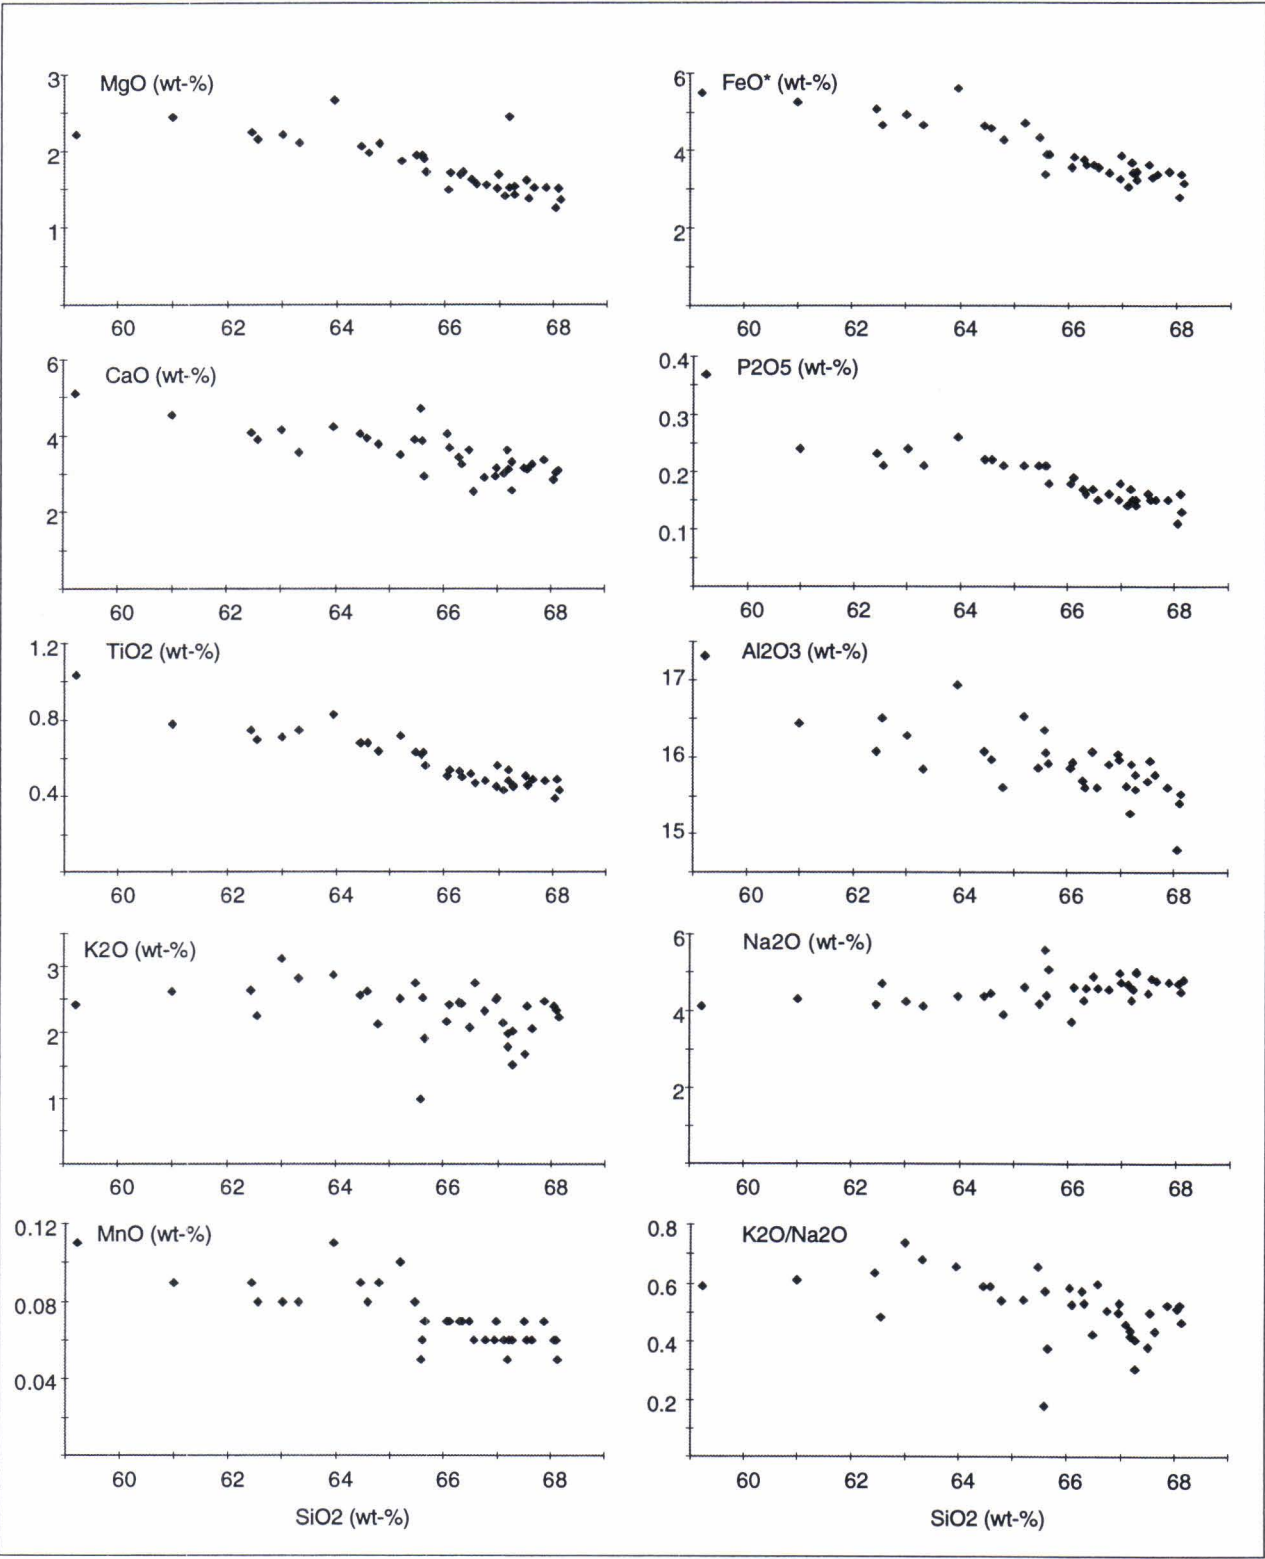 MgO (wt-%)
3
2
1
60 62 64 66 68
FeO* (wt-%)
6
4
2
60 62 64 66 68
CaO (wt-%)
6
4
2
60 62 64 66 68
P2O5 (wt-%)
0.4
0.3
0.2
0.1
60 62 64 66 68
TiO2 (wt-%)
1.2
0.8
0.4
60 62 64 66 68
Al2O3 (wt-%)
17
16
15
60 62 64 66 68
K2O (wt-%)
3
2
1
60 62 64 66 68
Na2O (wt-%)
6
4
2
60 62 64 66 68
MnO (wt-%)
0.12
0.08
0.04
60 62 64 66 68
SiO2 (wt-%)
K2O/Na2O
0.8
0.6
0.4
0.2
60 62 64 66 68
SiO2 (wt-%)